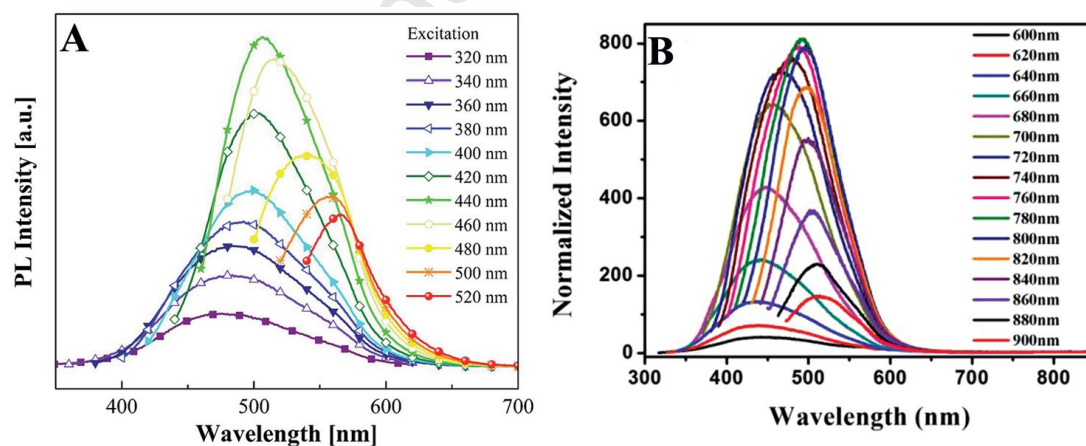 A
Excitation
320 nm
340 nm
360 nm
380 nm
400 nm
420 nm
440 nm
460 nm
480 nm
500 nm
520 nm
PL Intensity [a.u.]
400 500 600 700
Wavelength [nm]
B
600nm
620nm
640nm
660nm
680nm
700nm
720nm
740nm
760nm
780nm
800nm
820nm
840nm
860nm
880nm
900nm
Normalized Intensity
800
600
400
200
0
300 400 500 600 700 800
Wavelength (nm)